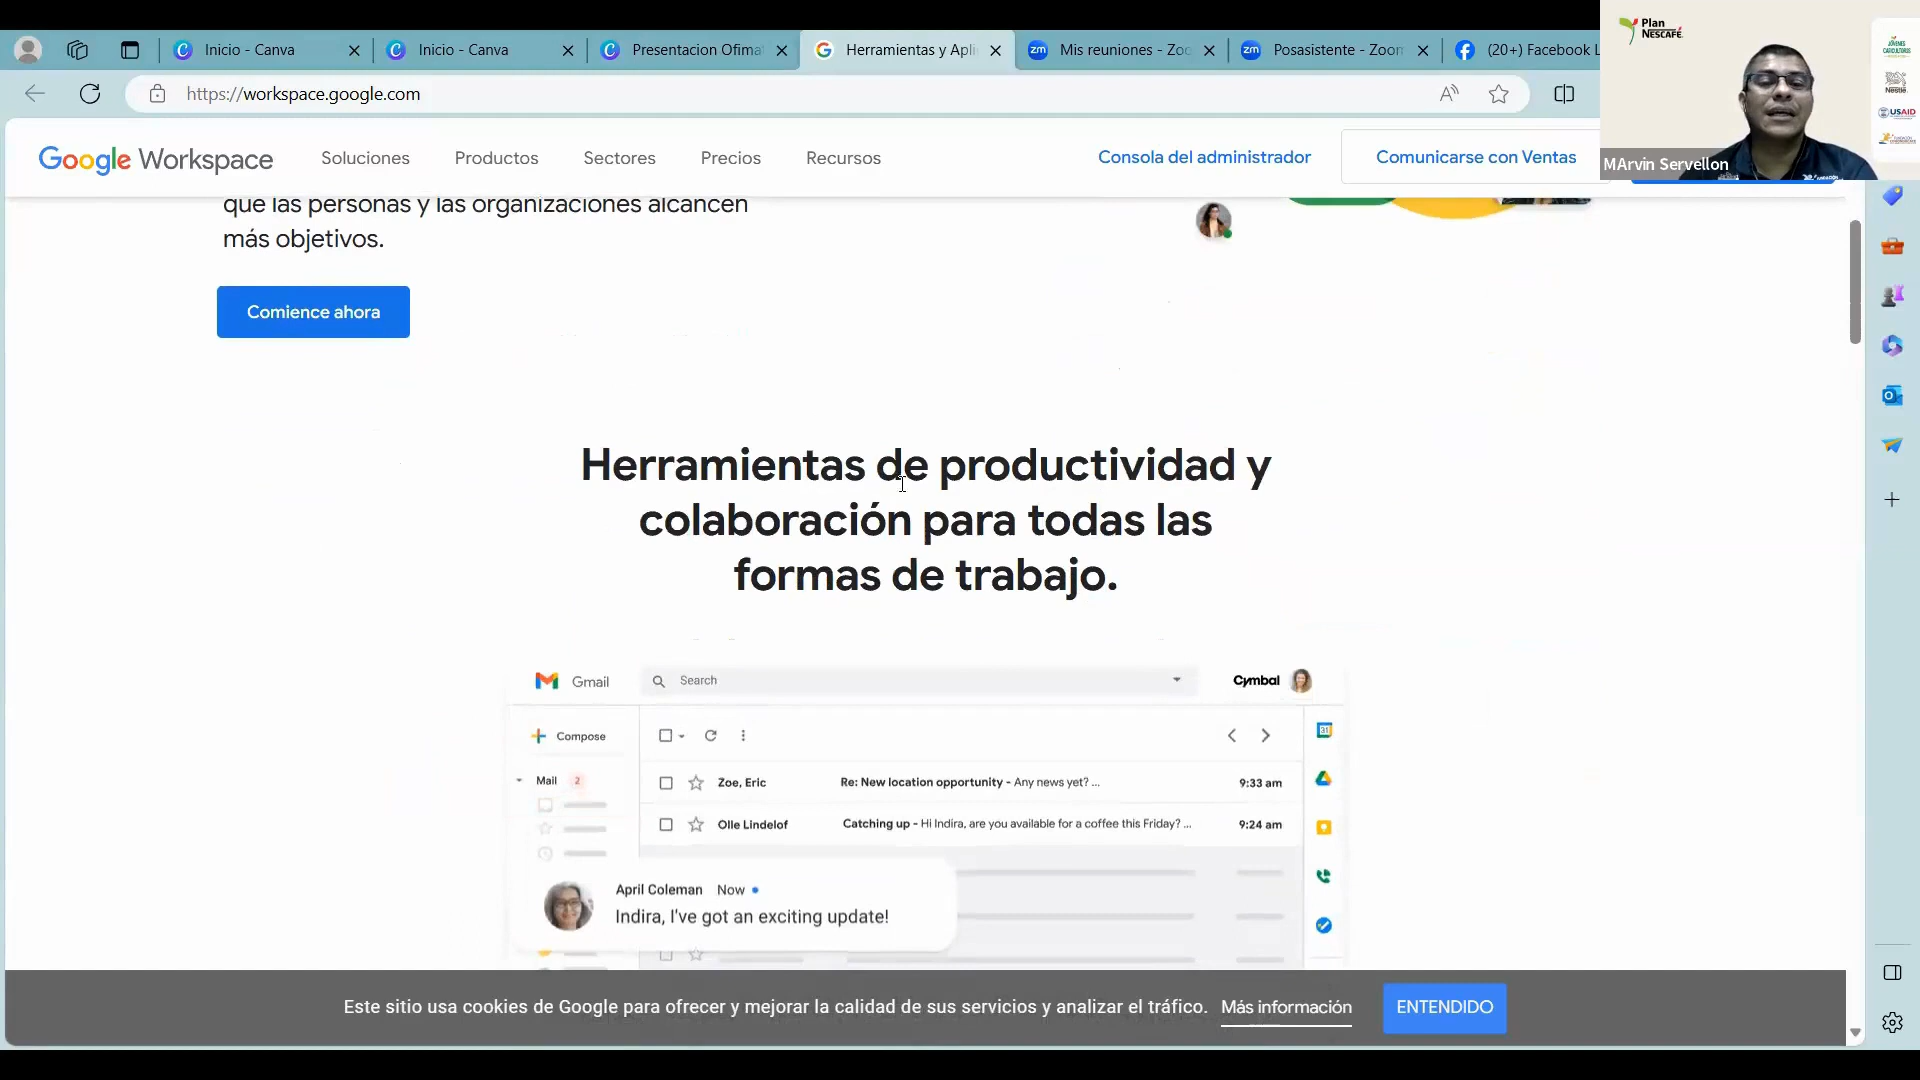 Inicio - Canva
Inicio - Canva
Presentacion Ofima
Herramientas y Apli
Mis reuniones - Zoo
Posasistente - Zoom
(20+) Facebook L
https://workspace.google.com
Plan
NESCAFÉ.
JÓVENES
CAFICULTORES
Nestlé.
USAID
MArvin Servellon
Google Workspace
Soluciones
Productos
Sectores
Precios
Recursos
Consola del administrador
Comunicarse con Ventas
que las personas y las organizaciones alcancen
más objetivos.
Comience ahora
Herramientas de productividad y
colaboración para todas las
formas de trabajo.
Gmail
Search
Cymbal
Compose
31
Mail 2
Zoe, Eric
Re: New location opportunity - Any news yet? ...
9:33 am
Olle Lindelof
Catching up - Hi Indira, are you available for a coffee this Friday? ...
9:24 am
April Coleman Now
Indira, I've got an exciting update!
Este sitio usa cookies de Google para ofrecer y mejorar la calidad de sus servicios y analizar el tráfico. Más información
ENTENDIDO